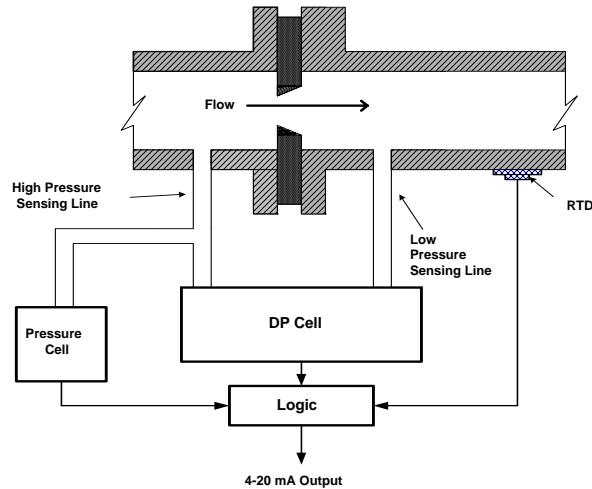 Flow
High Pressure
Sensing Line
RTD
Low
Pressure
Sensing Line
DP Cell
Pressure
Cell
Logic
4-20 mA Output